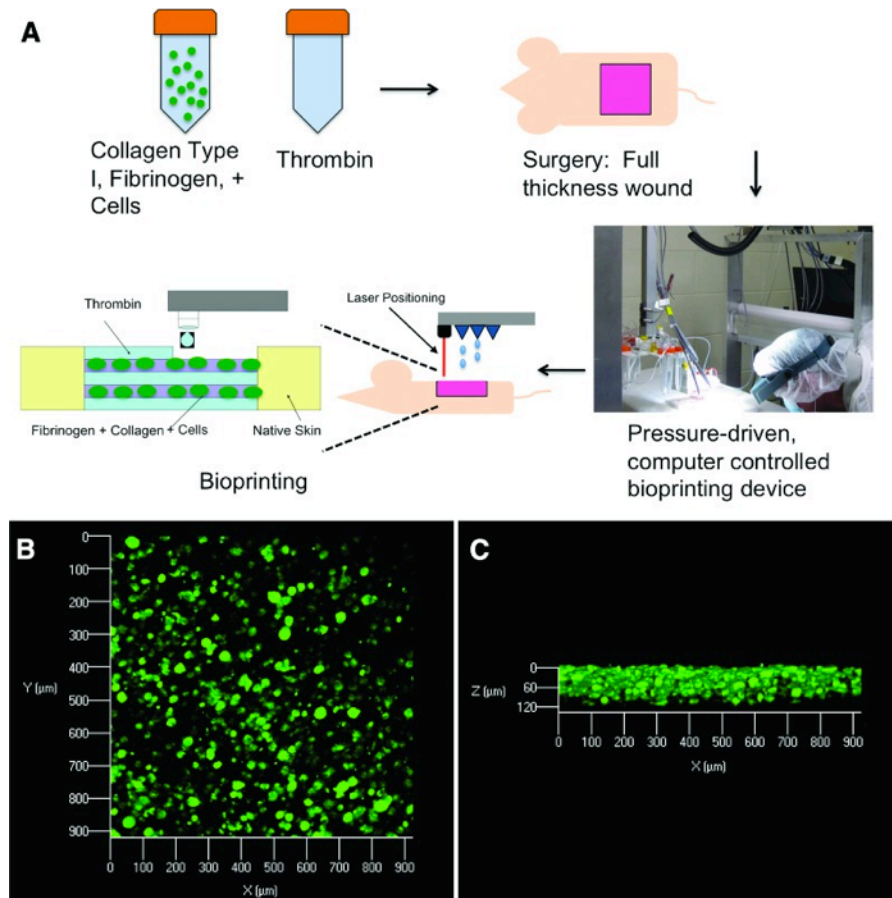 A
Collagen Type
I, Fibrinogen, +
Cells
Thrombin
Surgery: Full
thickness wound
Thrombin
Fibrinogen + Collagen + Cells
Native Skin
Laser Positioning
Bioprinting
Pressure-driven,
computer controlled
bioprinting device
B
0
100
200
300
400
500
600
700
800
900
Y (µm)
0 100 200 300 400 500 600 700 800 900
X (µm)
C
0
60
120
Z (µm)
0 100 200 300 400 500 600 700 800 900
X (µm)